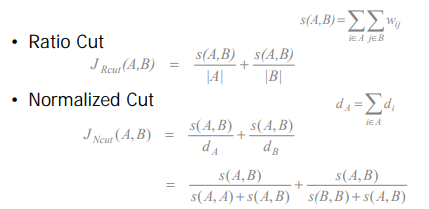 s(A,B)=∑_{i∈A}∑_{j∈B} w_{ij}
• Ratio Cut
J_{Rcut}(A,B) = s(A,B)/|A| + s(A,B)/|B|
• Normalized Cut
d_A=∑_{i∈A} d_i
J_{Ncut}(A,B) = s(A,B)/d_A + s(A,B)/d_B
= s(A,B)/(s(A,A)+s(A,B)) + s(A,B)/(s(B,B)+s(A,B))